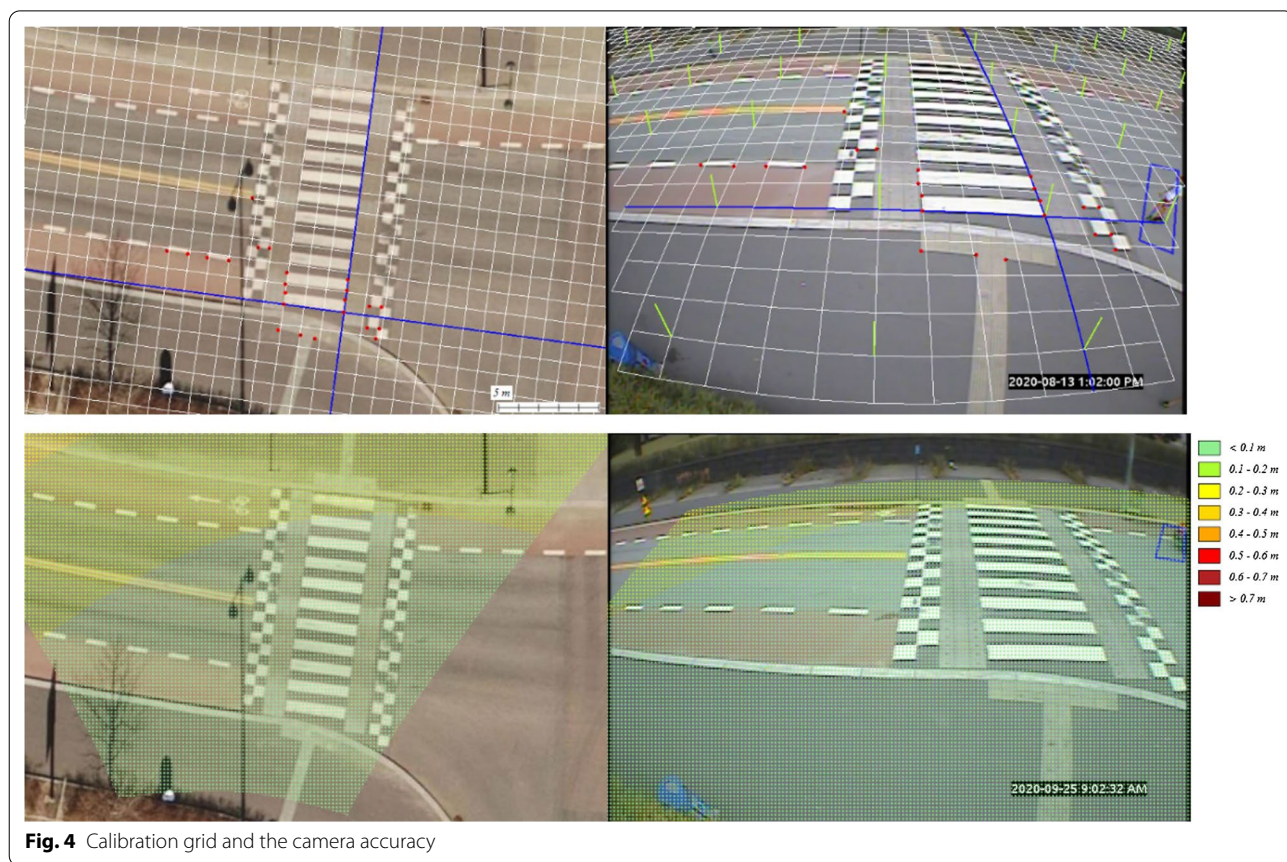 5 m
2020-08-13 1:02:00 PM
< 0.1 m
0.1 - 0.2 m
0.2 - 0.3 m
0.3 - 0.4 m
0.4 - 0.5 m
0.5 - 0.6 m
0.6 - 0.7 m
> 0.7 m
2020-09-25 9:02:32 AM
Fig. 4 Calibration grid and the camera accuracy